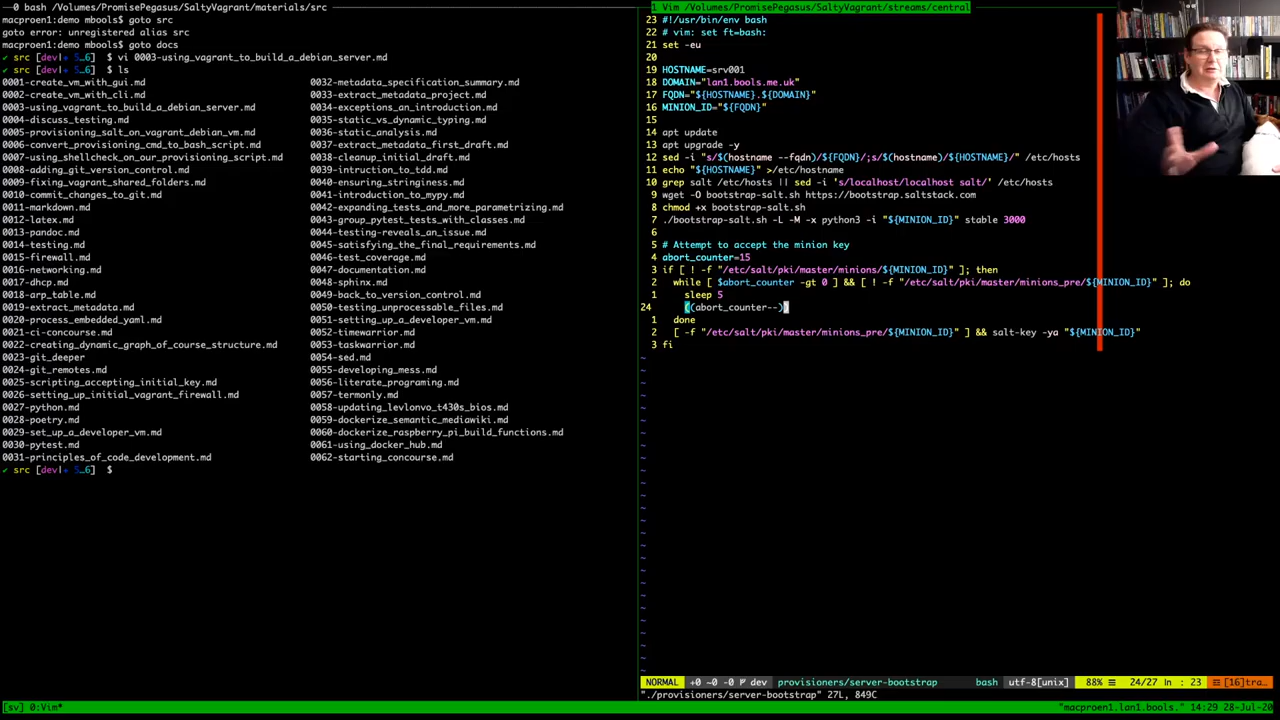 0 bash /Volumes/PromisePegasus/SaltyVagrant/materials/src
macproen1:demo mbools$ goto src
goto error: unregistered alias src
macproen1:demo mbools$ goto docs
✔ src [dev|✚ 5…6]  $ vi 0003-using_vagrant_to_build_a_debian_server.md
✔ src [dev|✚ 5…6]  $ ls
0001-create_vm_with_gui.md
0002-create_vm_with_cli.md
0003-using_vagrant_to_build_a_debian_server.md
0004-discuss_testing.md
0005-provisioning_salt_on_vagrant_debian_vm.md
0006-convert_provisioning_cmd_to_bash_script.md
0007-using_shellcheck_on_our_provisioning_script.md
0008-adding_git_version_control.md
0009-fixing_vagrant_shared_folders.md
0010-commit_changes_to_git.md
0011-markdown.md
0012-latex.md
0013-pandoc.md
0014-testing.md
0015-firewall.md
0016-networking.md
0017-dhcp.md
0018-arp_table.md
0019-extract_metadata.md
0020-process_embedded_yaml.md
0021-ci-concourse.md
0022-creating_dynamic_graph_of_course_structure.md
0023-git_deeper
0024-git_remotes.md
0025-scripting_accepting_initial_key.md
0026-setting_up_initial_vagrant_firewall.md
0027-python.md
0028-poetry.md
0029-set_up_a_developer_vm.md
0030-pytest.md
0031-principles_of_code_development.md
0032-metadata_specification_summary.md
0033-extract_metadata_project.md
0034-exceptions_an_introduction.md
0035-static_vs_dynamic_typing.md
0036-static_analysis.md
0037-extract_metadata_first_draft.md
0038-cleanup_initial_draft.md
0039-intruction_to_tdd.md
0040-ensuring_stringiness.md
0041-introduction_to_mypy.md
0042-expanding_tests_and_more_parametrizing.md
0043-group_pytest_tests_with_classes.md
0044-testing-reveals_an_issue.md
0045-satisfying_the_final_requirements.md
0046-test_coverage.md
0047-documentation.md
0048-sphinx.md
0049-back_to_version_control.md
0050-testing_unprocessable_files.md
0051-setting_up_a_developer_vm.md
0052-timewarrior.md
0053-taskwarrior.md
0054-sed.md
0055-developing_mess.md
0056-literate_programing.md
0057-termonly.md
0058-updating_levlonvo_t430s_bios.md
0059-dockerize_semantic_mediawiki.md
0060-dockerize_raspberry_pi_build_functions.md
0061-using_docker_hub.md
0062-starting_concourse.md
✔ src [dev|✚ 5…6]  $
1 Vim /Volumes/PromisePegasus/SaltyVagrant/streams/central
23 #!/usr/bin/env bash
22 # vim: set ft=bash:
21 set -eu
20
19 HOSTNAME=srv001
18 DOMAIN="lan1.bools.me.uk"
17 FQDN="${HOSTNAME}.${DOMAIN}"
16 MINION_ID="${FQDN}"
15
14 apt update
13 apt upgrade -y
12 sed -i "s/$(hostname --fqdn)/${FQDN}/;s/$(hostname)/${HOSTNAME}/" /etc/hosts
11 echo "${HOSTNAME}" >/etc/hostname
10 grep salt /etc/hosts || sed -i 's/localhost/localhost salt/' /etc/hosts
9 wget -O bootstrap-salt.sh https://bootstrap.saltstack.com
8 chmod +x bootstrap-salt.sh
7 ./bootstrap-salt.sh -L -M -x python3 -i "${MINION_ID}" stable 3000
6
5 # Attempt to accept the minion key
4 abort_counter=15
3 if [ ! -f "/etc/salt/pki/master/minions/${MINION_ID}" ]; then
2   while [ $abort_counter -gt 0 ] && [ ! -f "/etc/salt/pki/master/minions_pre/${MINION_ID}" ]; do
1     sleep 5
24     ((abort_counter--))
1   done
2   [ -f "/etc/salt/pki/master/minions_pre/${MINION_ID}" ] && salt-key -ya "${MINION_ID}"
3 fi
NORMAL +0 ~0 -0 dev provisioners/server-bootstrap bash utf-8[unix] 88% ☰ 24/27 ln : 23 ☲ [16]tra…
"./provisioners/server-bootstrap" 27L, 849C
[sv] 0:Vim* "macproen1.lan1.bools." 14:29 28-Jul-20